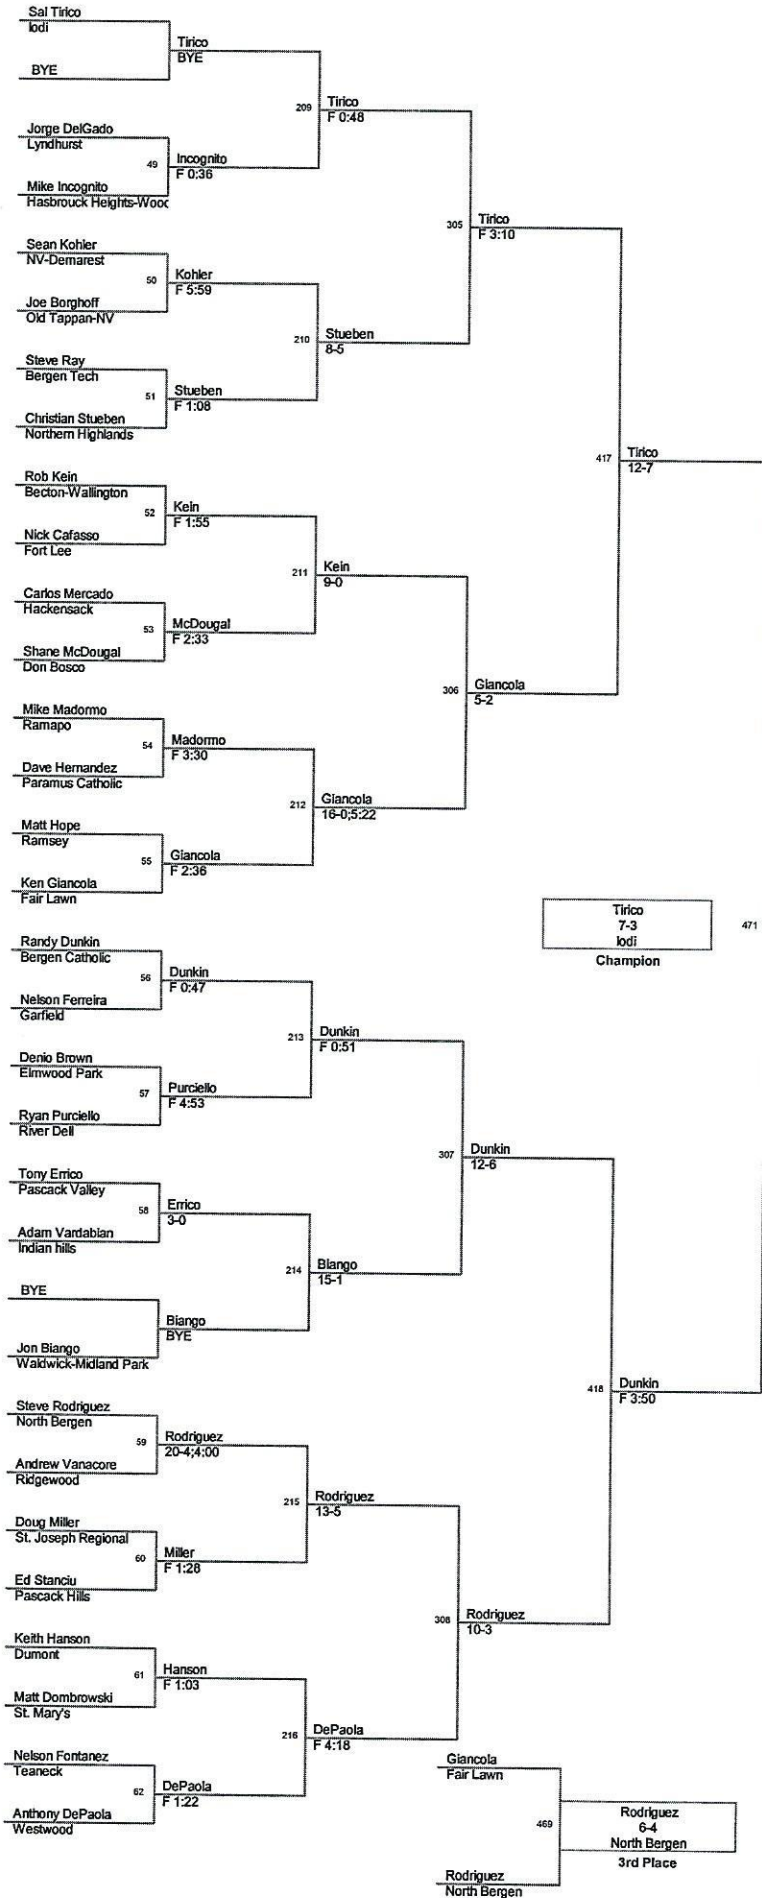 Sal Tirico
lodi
Tirico
BYE
BYE
209
Tirico
F 0:48
Jorge DelGado
Lyndhurst
49
Incognito
F 0:36
Mike Incognito
Hasbrouck Heights-Wood
305
Tirico
F 3:10
Sean Kohler
NV-Demarest
50
Kohler
F 5:59
Joe Borghoff
Old Tappan-NV
210
Stueben
8-5
Steve Ray
Bergen Tech
51
Stueben
F 1:08
Christian Stueben
Northern Highlands
417
Tirico
12-7
Rob Kein
Becton-Wallington
52
Kein
F 1:55
Nick Cafasso
Fort Lee
211
Kein
9-0
Carlos Mercado
Hackensack
53
McDougal
F 2:33
Shane McDougal
Don Bosco
306
Giancola
5-2
Mike Madormo
Ramapo
54
Madormo
F 3:30
Dave Hernandez
Paramus Catholic
212
Giancola
16-0;5:22
Matt Hope
Ramsey
55
Giancola
F 2:36
Ken Giancola
Fair Lawn
Tirico
7-3
lodi
471
Champion
Randy Dunkin
Bergen Catholic
56
Dunkin
F 0:47
Nelson Ferreira
Garfield
213
Dunkin
F 0:51
Denio Brown
Elmwood Park
57
Purciello
F 4:53
Ryan Purciello
River Dell
307
Dunkin
12-6
Tony Errico
Pascack Valley
58
Errico
3-0
Adam Vardabian
Indian hills
214
Biango
15-1
BYE
Biango
BYE
Jon Biango
Waldwick-Midland Park
418
Dunkin
F 3:50
Steve Rodriguez
North Bergen
59
Rodriguez
20-4;4:00
Andrew Vanacore
Ridgewood
215
Rodriguez
13-5
Doug Miller
St. Joseph Regional
60
Miller
F 1:28
Ed Stanciu
Pascack Hills
308
Rodriguez
10-3
Keith Hanson
Dumont
61
Hanson
F 1:03
Matt Dombrowski
St. Mary's
216
DePaola
F 4:18
Nelson Fontanez
Teaneck
62
DePaola
F 1:22
Anthony DePaola
Westwood
Giancola
Fair Lawn
469
Rodriguez
6-4
North Bergen
3rd Place
Rodriguez
North Bergen